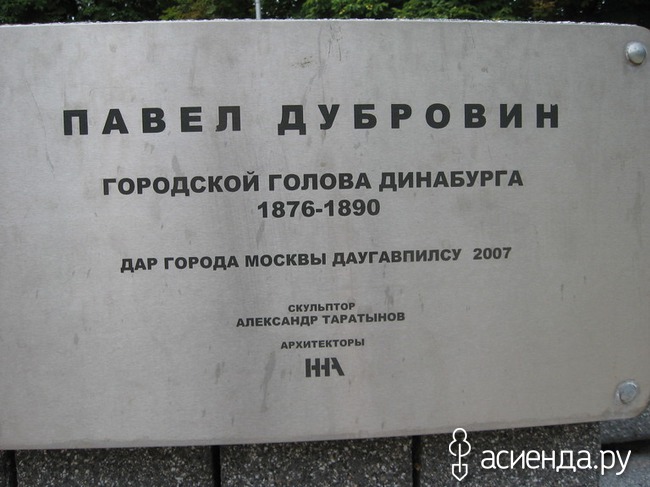 ПАВЕЛ ДУБРОВИН
ГОРОДСКОЙ ГОЛОВА ДИНАБУРГА
1876-1890
ДАР ГОРОДА МОСКВЫ ДАУГАВПИЛСУ 2007
СКУЛЬПТОР
АЛЕКСАНДР ТАРАТЫНОВ
АРХИТЕКТОРЫ
асиенда.ру